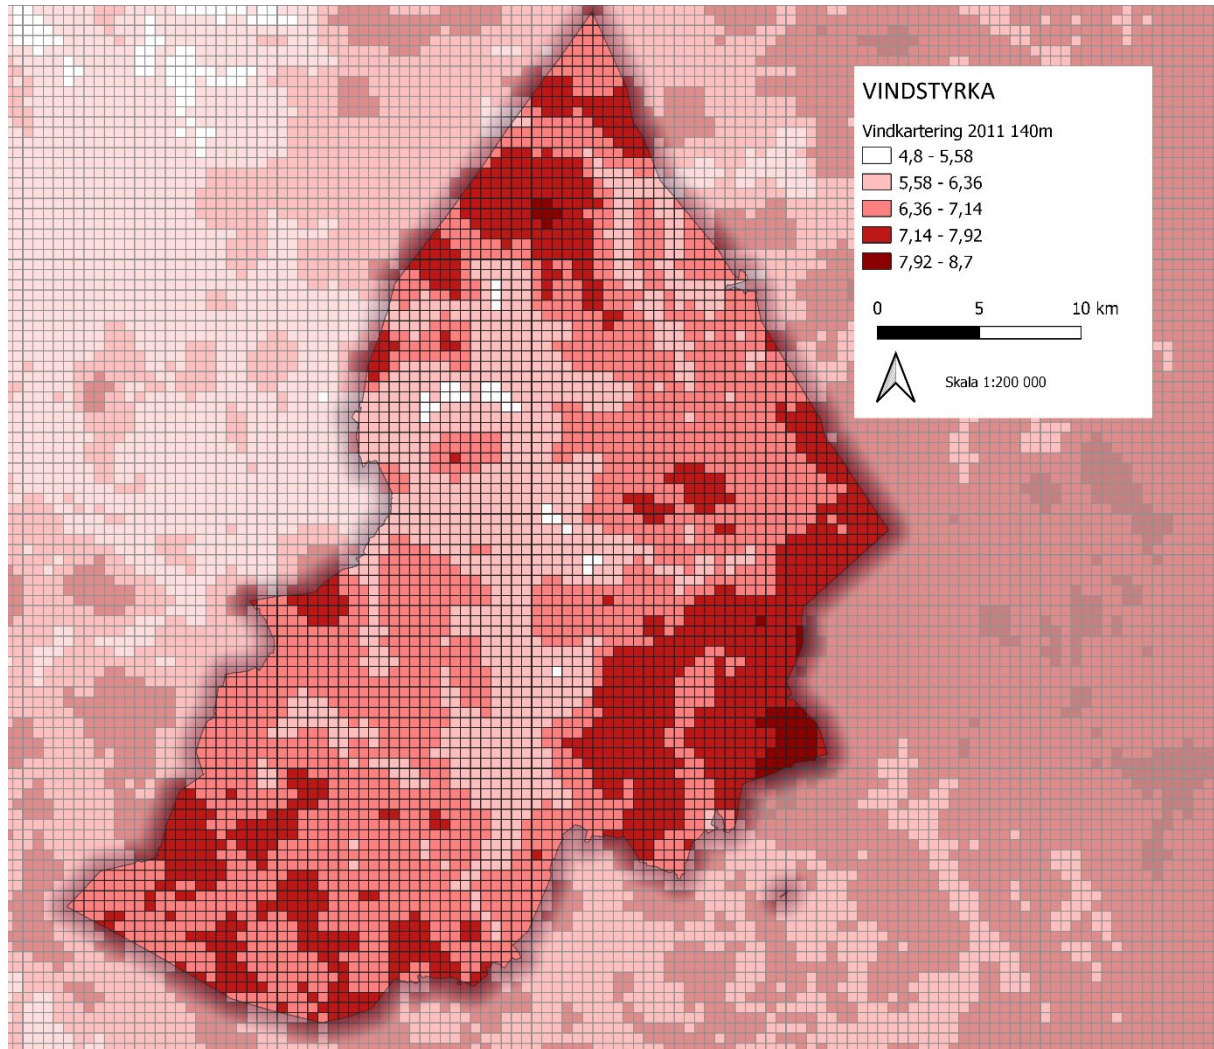 VINDSTYRKA
Vindkartering 2011 140m
4,8 - 5,58
5,58 - 6,36
6,36 - 7,14
7,14 - 7,92
7,92 - 8,7
0 5 10 km
Skala 1:200 000